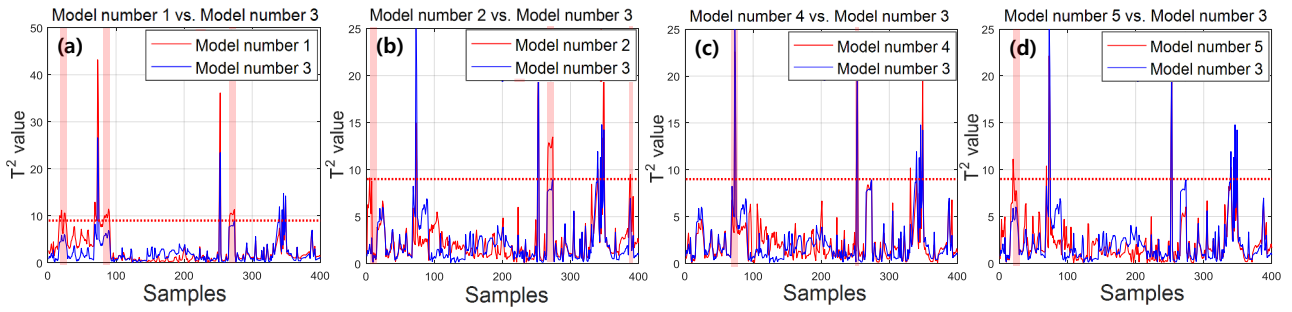 Model number 1 vs. Model number 3
50
40
30
20
10
0
T² value
(a)
Model number 1
Model number 3
0 100 200 300 400
Samples
Model number 2 vs. Model number 3
25
20
15
10
5
0
T² value
(b)
Model number 2
Model number 3
0 100 200 300 400
Samples
Model number 4 vs. Model number 3
25
20
15
10
5
0
T² value
(c)
Model number 4
Model number 3
0 100 200 300 400
Samples
Model number 5 vs. Model number 3
25
20
15
10
5
0
T² value
(d)
Model number 5
Model number 3
0 100 200 300 400
Samples